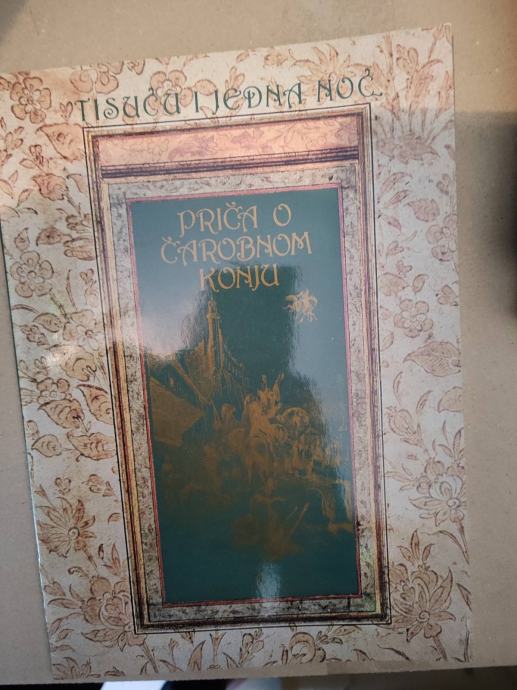 TISUĆU I JEDNA NOĆ
PRIČA O
ČAROBNOM
KONJU